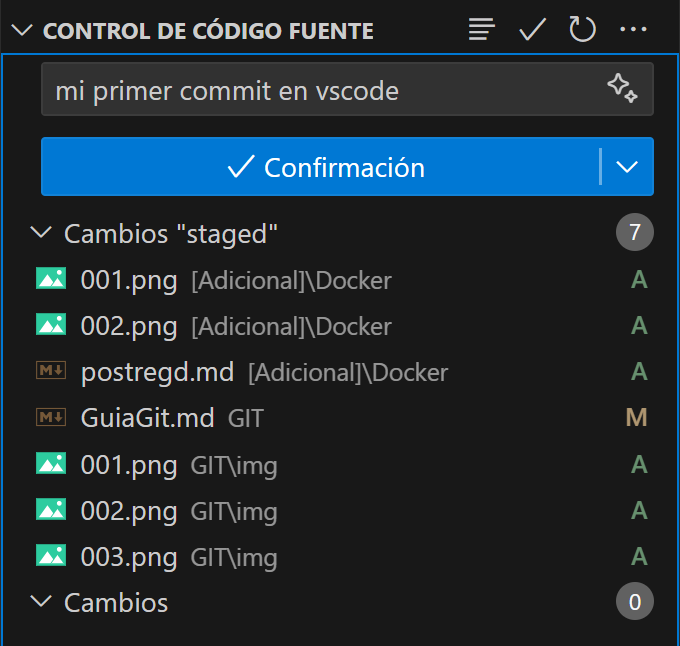 CONTROL DE CÓDIGO FUENTE
mi primer commit en vscode
Confirmación
Cambios "staged" 7
001.png [Adicional]\Docker A
002.png [Adicional]\Docker A
M↓ postregd.md [Adicional]\Docker A
M↓ GuiaGit.md GIT M
001.png GIT\img A
002.png GIT\img A
003.png GIT\img A
Cambios 0